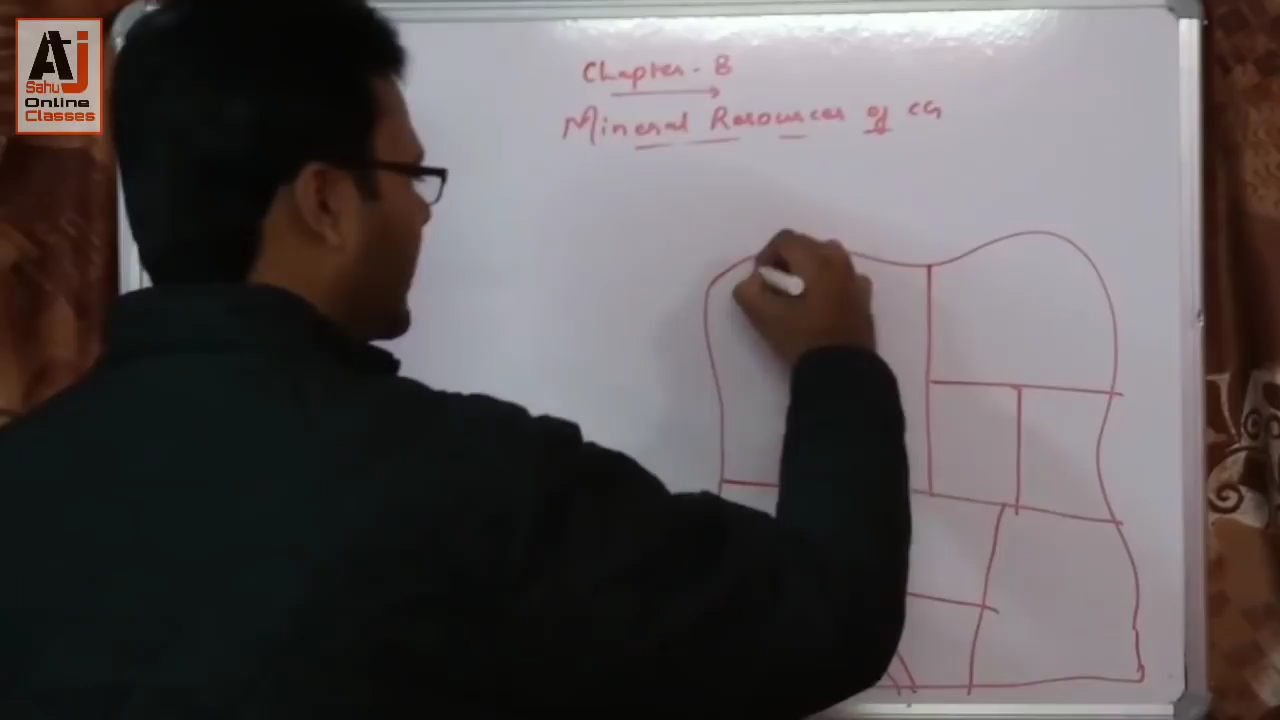 AJ
Sahu
Online
Classes
Chapter - 8
Mineral Resources of CG